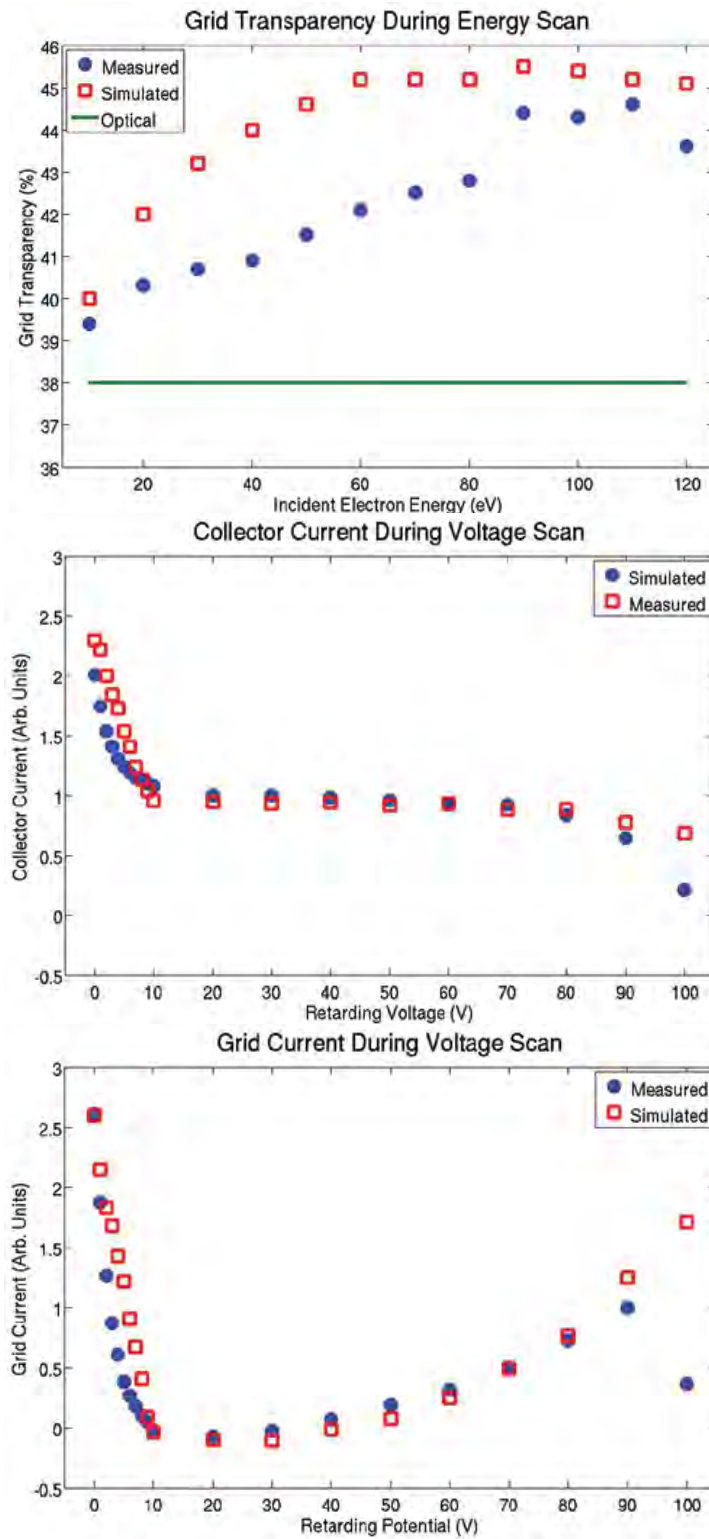 Grid Transparency During Energy Scan
46
45
44
43
42
41
40
39
38
37
36
Measured
Simulated
Optical
Grid Transparency (%)
20 40 60 80 100 120
Incident Electron Energy (eV)
Collector Current During Voltage Scan
3
2.5
2
1.5
1
0.5
0
-0.5
Simulated
Measured
Collector Current (Arb. Units)
0 10 20 30 40 50 60 70 80 90 100
Retarding Voltage (V)
Grid Current During Voltage Scan
3
2.5
2
1.5
1
0.5
0
-0.5
Measured
Simulated
Grid Current (Arb. Units)
0 10 20 30 40 50 60 70 80 90 100
Retarding Potential (V)